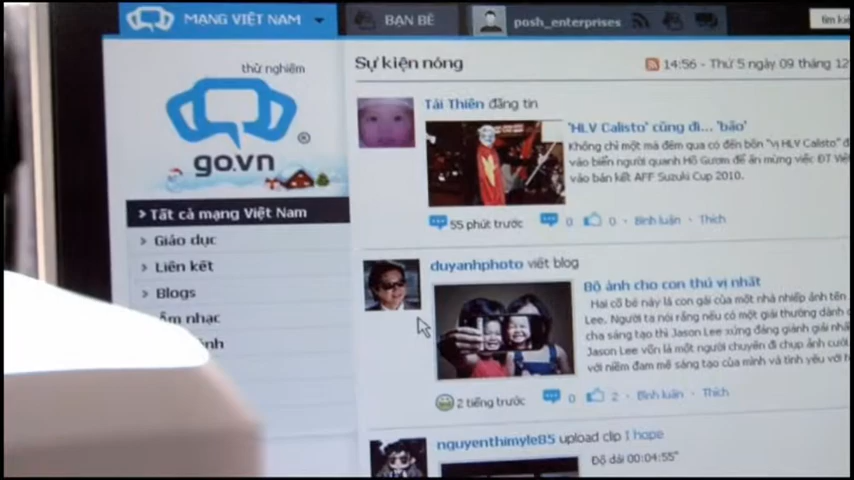 MẠNG VIỆT NAM
BẠN BÈ
posh_enterprises
tìm ki
thử nghiệm
go.vn
Sự kiện nóng
14:56 - Thứ 5 ngày 09 tháng 12
Tất cả mạng Việt Nam
Giáo dục
Liên kết
Blogs
Âm nhạc
ảnh
Tải Thiên đăng tin
'HLV Calisto' cũng đi... 'bão'
Không chỉ một mà đêm qua có đến bốn "vị HLV Calisto" đ
vào biển người quanh Hồ Gươm để ăn mừng việc ĐT Việ
vào bán kết AFF Suzuki Cup 2010.
55 phút trước 0 0 · Bình luận · Thích
duyanhphoto viết blog
Bộ ảnh cho con thú vị nhất
Hai cô bé này là con gái của một nhà nhiếp ảnh tên
Lee. Người ta nói rằng nếu có một giải thưởng dành
cha sáng tạo thì Jason Lee xứng đáng giành giải nhấ
Jason Lee vốn là một người chuyên đi chụp ảnh cưới
với niềm đam mê sáng tạo của mình và tình yêu với h
2 tiếng trước 0 2 · Bình luận · Thích
nguyenthimyle85 upload clip I hope
Độ dài 00:04:55"